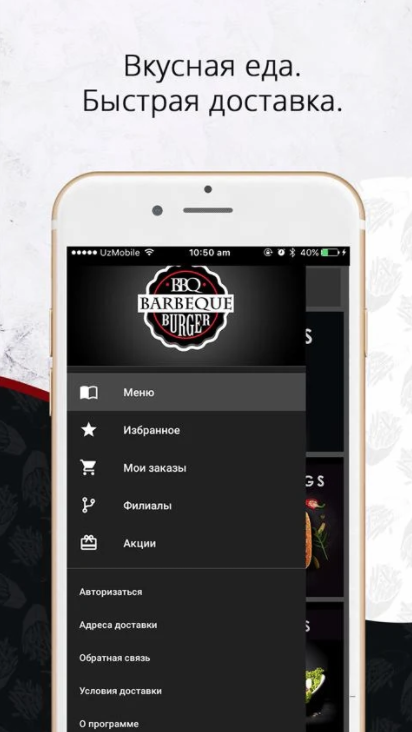 Вкусная еда.
Быстрая доставка.
UzMobile 10:50 am 40%
BBQ
BARBEQUE
BURGER
Меню
Избранное
Мои заказы
Филиалы
Акции
Авторизаться
Адреса доставки
Обратная связь
Условия доставки
О программе
S
GS
S